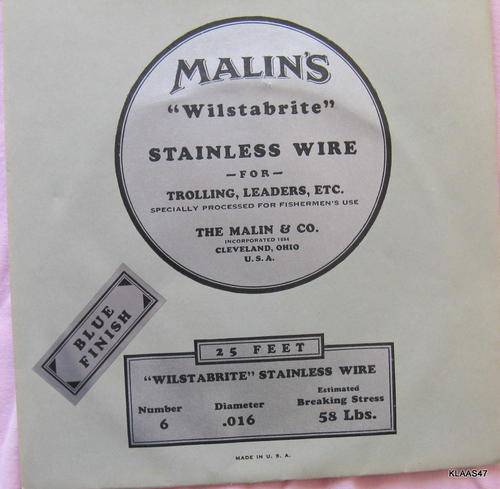 MALIN'S
"Wilstabrite"
STAINLESS WIRE
— FOR —
TROLLING, LEADERS, ETC.
SPECIALLY PROCESSED FOR FISHERMEN'S USE
THE MALIN & CO.
INCORPORATED 1884
CLEVELAND, OHIO
U. S. A.
BLUE
FINISH
25 FEET
"WILSTABRITE" STAINLESS WIRE
Number
6
Diameter
.016
Estimated
Breaking Stress
58 Lbs.
MADE IN U. S. A.
KLAAS47